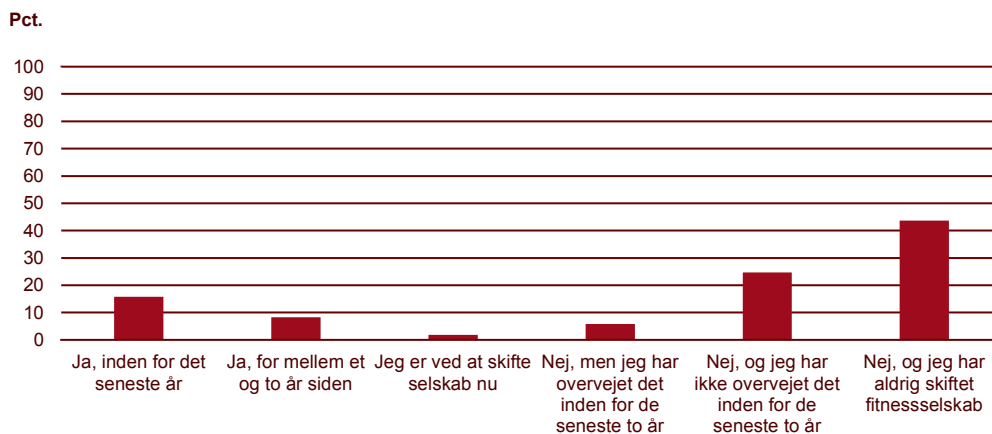 Pct.
100
90
80
70
60
50
40
30
20
10
0
Ja, inden for det
seneste år
Ja, for mellem et
og to år siden
Jeg er ved at skifte
selskab nu
Nej, men jeg har
overvejet det
inden for de
seneste to år
Nej, og jeg har
ikke overvejet det
inden for de
seneste to år
Nej, og jeg har
aldrig skiftet
fitnessselskab